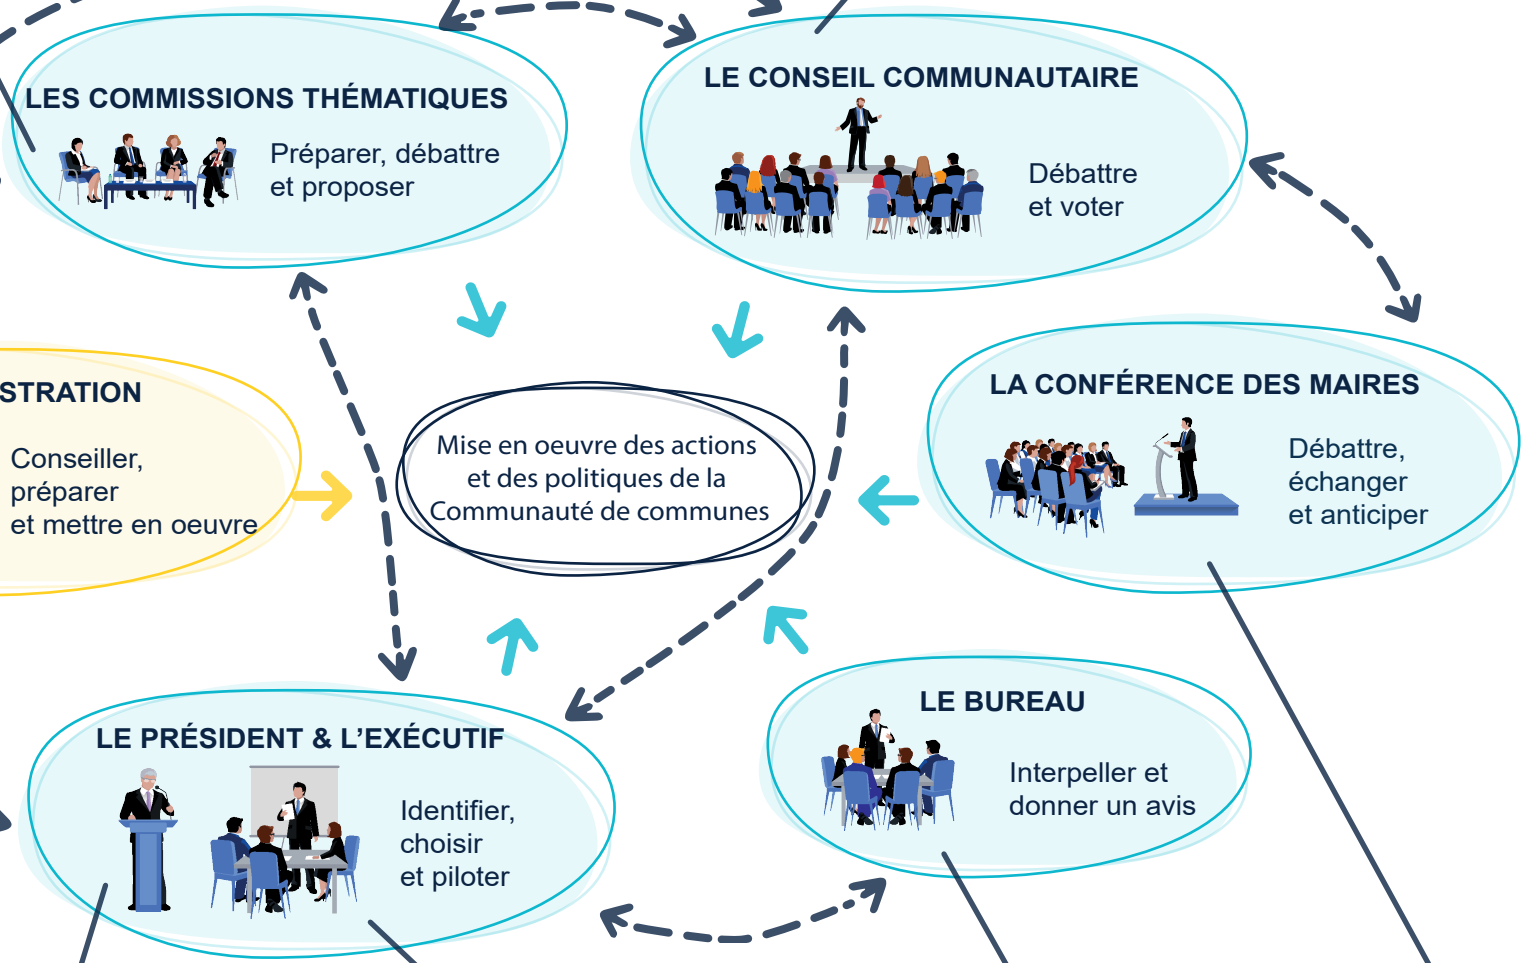 LES COMMISSIONS THÉMATIQUES
Préparer, débattre
et proposer
LE CONSEIL COMMUNAUTAIRE
Débattre
et voter
STRATION
Conseiller,
préparer
et mettre en oeuvre
Mise en oeuvre des actions
et des politiques de la
Communauté de communes
LA CONFÉRENCE DES MAIRES
Débattre,
échanger
et anticiper
LE PRÉSIDENT & L’EXÉCUTIF
Identifier,
choisir
et piloter
LE BUREAU
Interpeller et
donner un avis